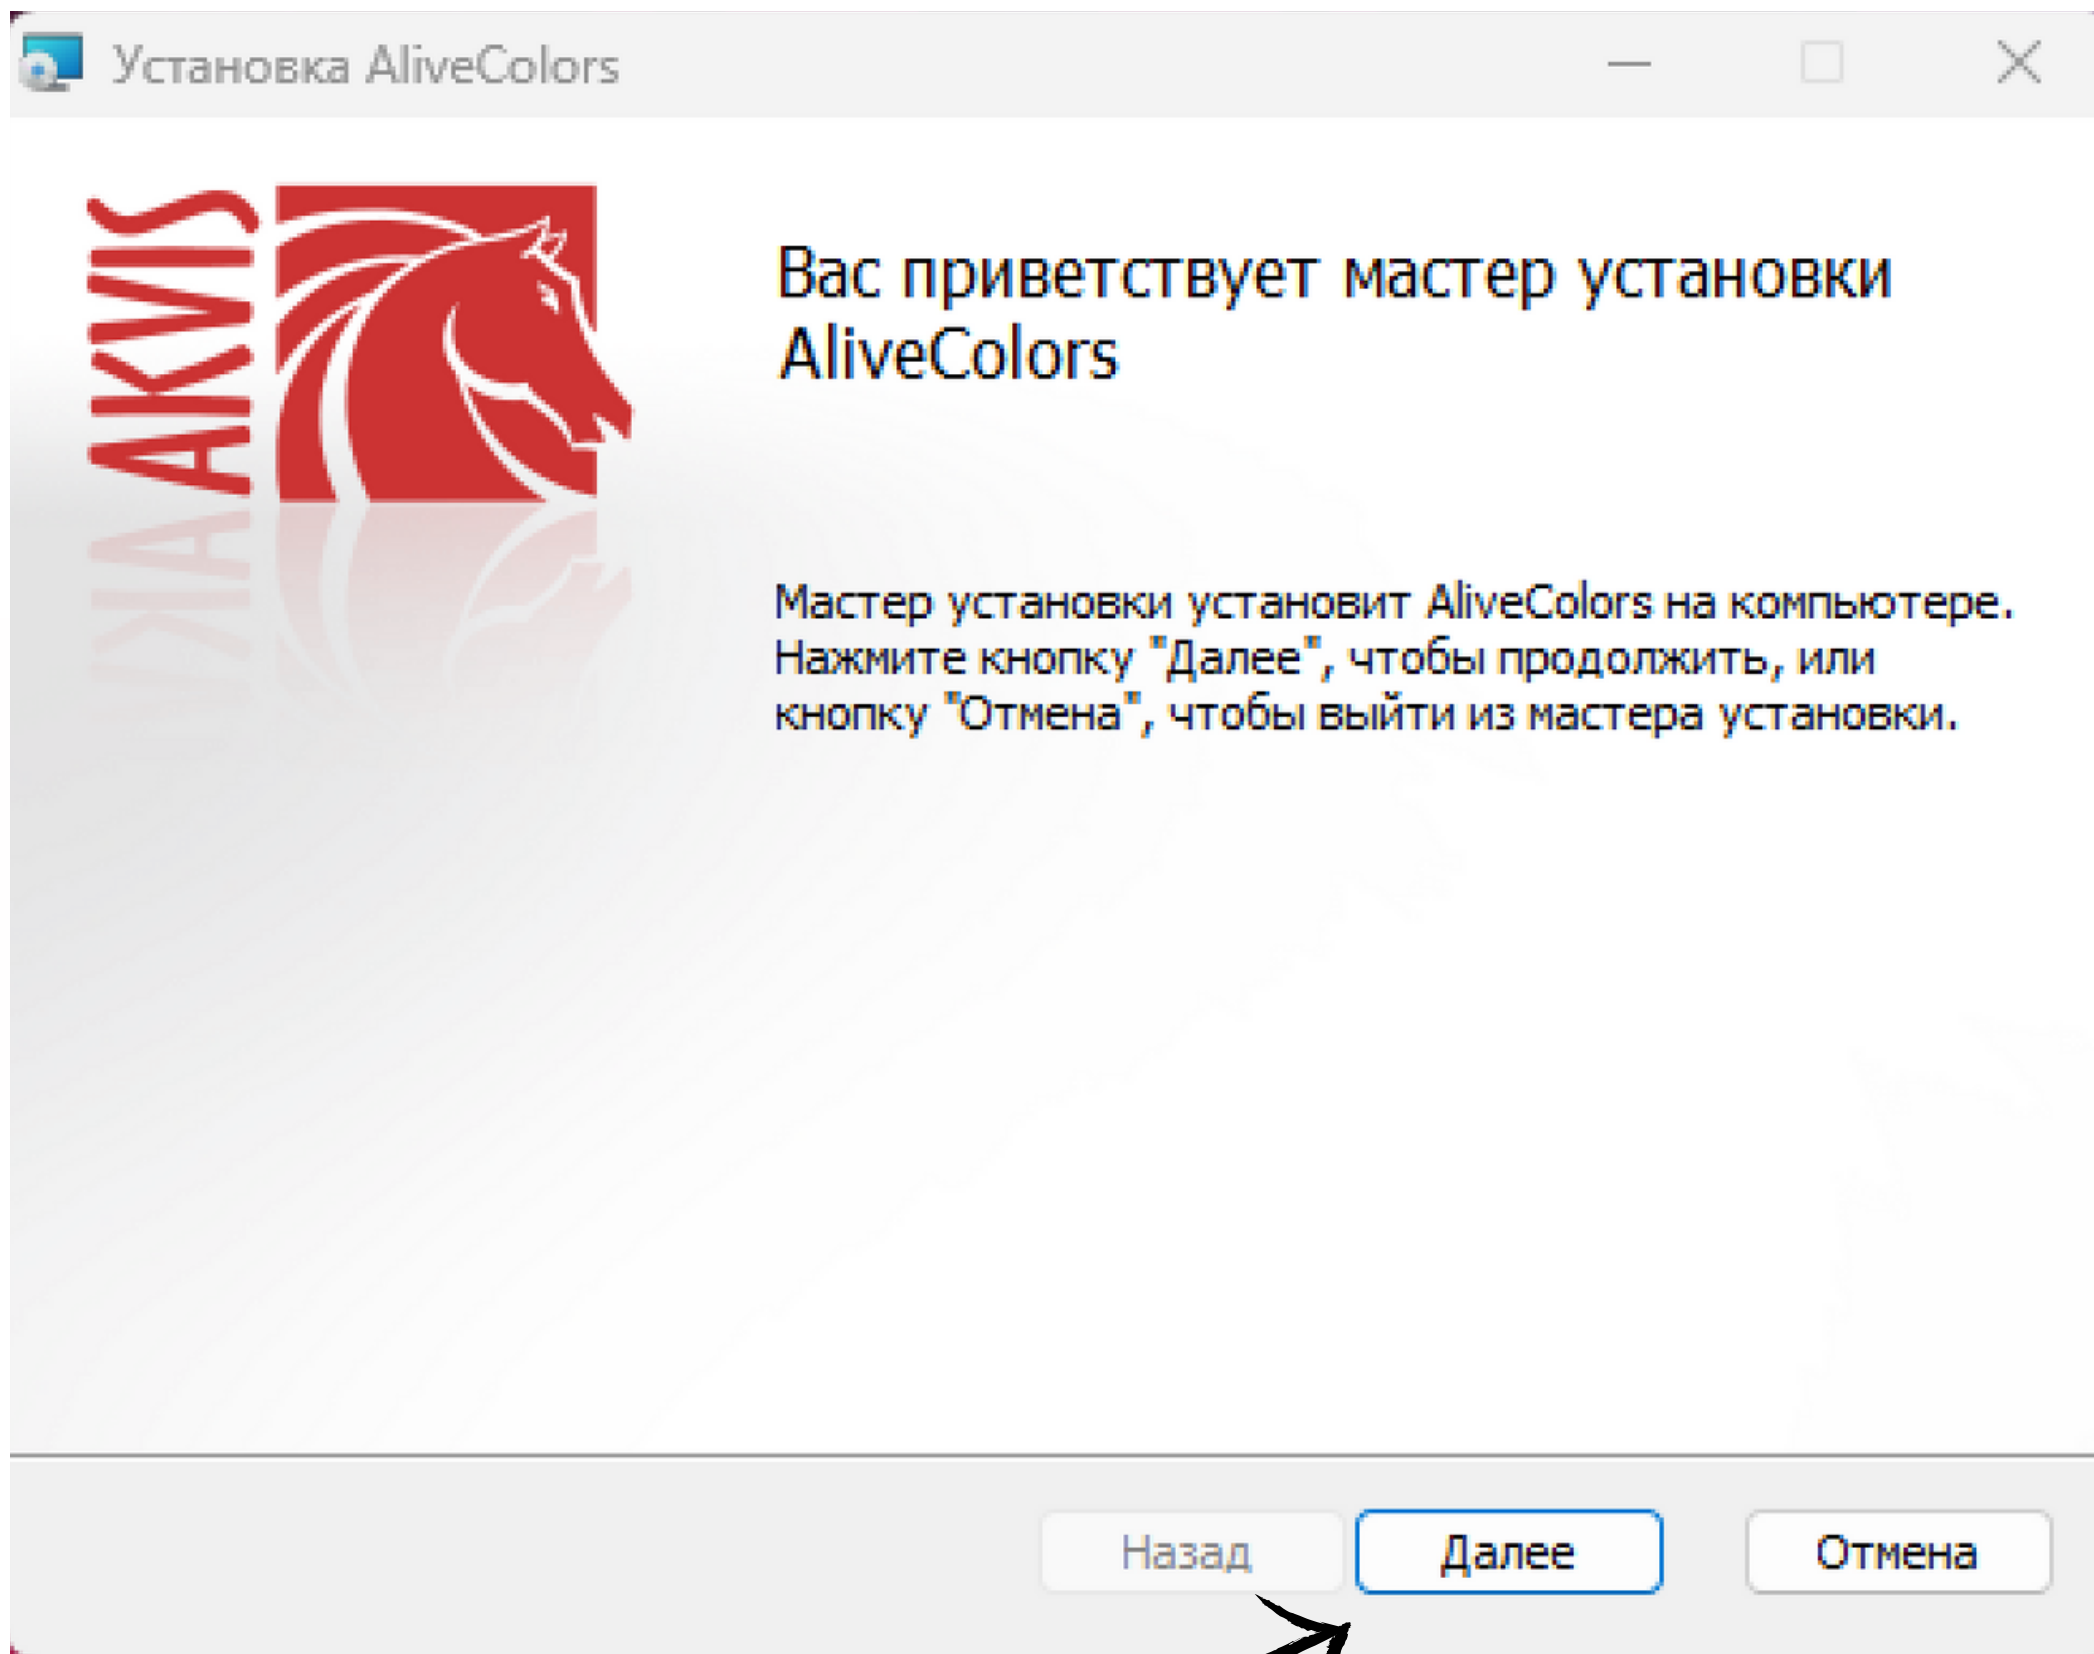 Установка AliveColors
AKVIS
Вас приветствует мастер установки
AliveColors
Мастер установки установит AliveColors на компьютере.
Нажмите кнопку "Далее", чтобы продолжить, или
кнопку "Отмена", чтобы выйти из мастера установки.
Назад
Далее
Отмена